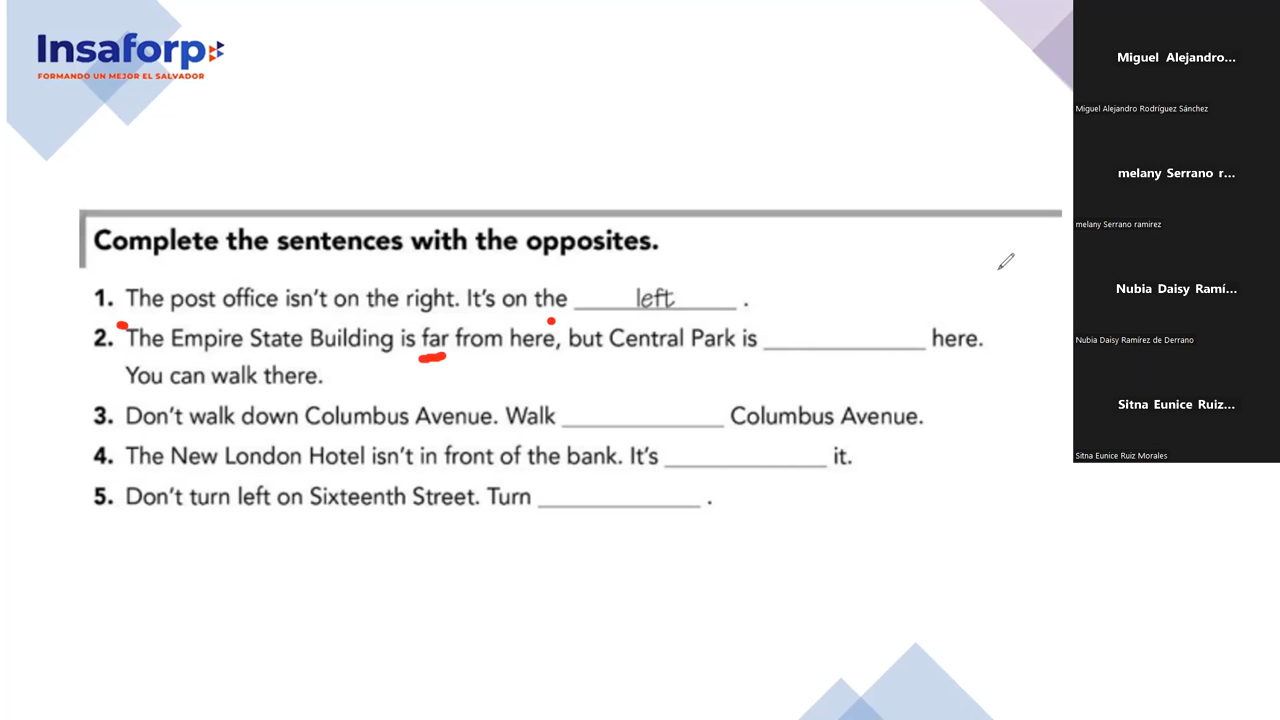 Insaforp
FORMANDO UN MEJOR EL SALVADOR
Complete the sentences with the opposites.
1. The post office isn't on the right. It's on the ____left____ .
2. The Empire State Building is far from here, but Central Park is __________ here.
You can walk there.
3. Don't walk down Columbus Avenue. Walk __________ Columbus Avenue.
4. The New London Hotel isn't in front of the bank. It's __________ it.
5. Don't turn left on Sixteenth Street. Turn __________ .
Miguel Alejandro...
Miguel Alejandro Rodríguez Sánchez
melany Serrano r...
melany Serrano ramirez
Nubia Daisy Ramí...
Nubia Daisy Ramírez de Derrano
Sitna Eunice Ruiz...
Sitna Eunice Ruiz Morales